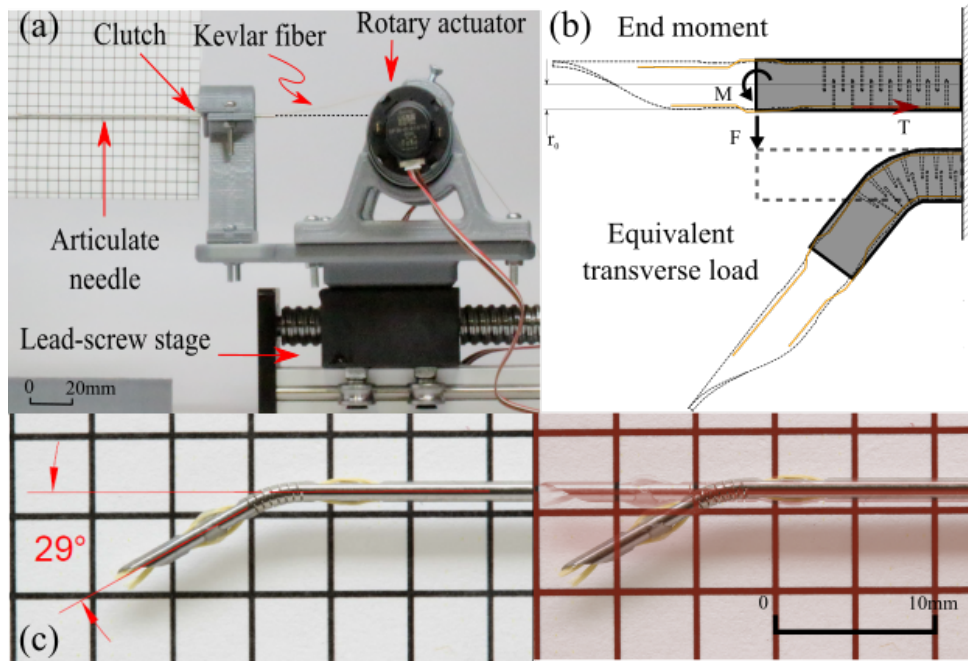 (a)
Clutch
Kevlar fiber
Rotary actuator
Articulate
needle
Lead-screw stage
0 20mm
(b)
End moment
M
F
T
r₀
Equivalent
transverse load
29°
(c)
0 10mm